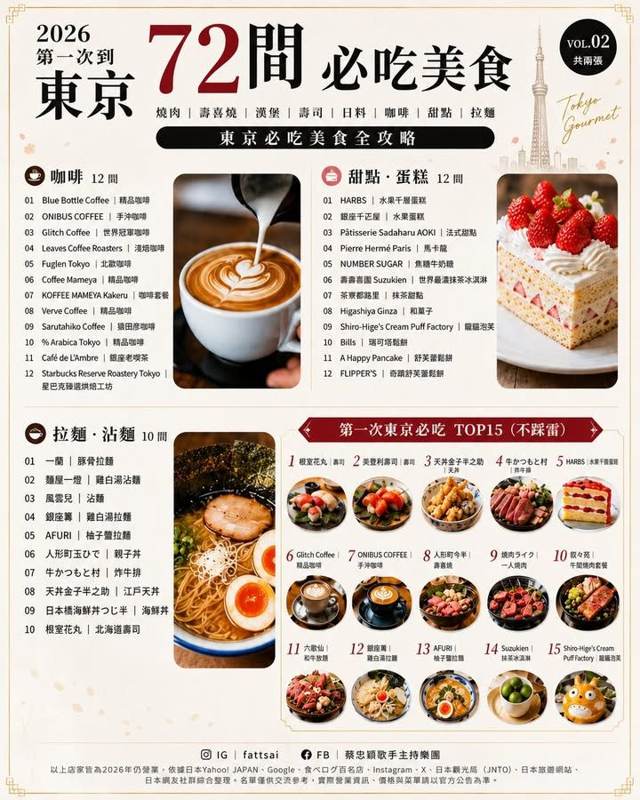 2026
第一次到
東京
72間 必吃美食
VOL.02
共兩張
燒肉 | 壽喜燒 | 漢堡 | 壽司 | 日料 | 咖啡 | 甜點 | 拉麵
東京必吃美食全攻略
Tokyo
Gourmet
咖啡 12 間
01 Blue Bottle Coffee | 精品咖啡
02 ONIBUS COFFEE | 手沖咖啡
03 Glitch Coffee | 世界冠軍咖啡
04 Leaves Coffee Roasters | 淺焙咖啡
05 Fuglen Tokyo | 北歐咖啡
06 Coffee Mameya | 精品咖啡
07 KOFFEE MAMEYA Kakeru | 咖啡套餐
08 Verve Coffee | 精品咖啡
09 Sarutahiko Coffee | 猿田彦咖啡
10 % Arabica Tokyo | 精品咖啡
11 Café de L'Ambre | 銀座老喫茶
12 Starbucks Reserve Roastery Tokyo |
星巴克臻選烘焙工坊
甜點・蛋糕 12 間
01 HARBS | 水果千層蛋糕
02 銀座千疋屋 | 水果蛋糕
03 Pâtisserie Sadaharu AOKI | 法式甜點
04 Pierre Hermé Paris | 馬卡龍
05 NUMBER SUGAR | 焦糖牛奶糖
06 壽壽喜園 Suzukien | 世界最濃抹茶冰淇淋
07 茶寮都路里 | 抹茶甜點
08 Higashiya Ginza | 和菓子
09 Shiro-Hige's Cream Puff Factory | 龍貓泡芙
10 Bills | 瑞可塔鬆餅
11 A Happy Pancake | 舒芙蕾鬆餅
12 FLIPPER'S | 奇蹟舒芙蕾鬆餅
拉麵・沾麵 10 間
01 一蘭 | 豚骨拉麵
02 麵屋一燈 | 雞白湯沾麵
03 風雲兒 | 沾麵
04 銀座篝 | 雞白湯拉麵
05 AFURI | 柚子鹽拉麵
06 人形町玉ひで | 親子丼
07 牛かつもと村 | 炸牛排
08 天丼金子半之助 | 江戶天丼
09 日本橋海鮮丼つじ半 | 海鮮丼
10 根室花丸 | 北海道壽司
第一次東京必吃 TOP15（不踩雷）
1 根室花丸 | 壽司
2 美登利壽司 | 壽司
3 天丼金子半之助
| 天丼
4 牛かつもと村
| 炸牛排
5 HARBS | 水果千層蛋糕
6 Glitch Coffee |
精品咖啡
7 ONIBUS COFFEE |
手沖咖啡
8 人形町今半 |
壽喜燒
9 燒肉ライク |
一人燒肉
10 敘々苑 |
午間燒肉套餐
11 六歌仙 |
和牛放題
12 銀座篝 |
雞白湯拉麵
13 AFURI |
柚子鹽拉麵
14 Suzukien |
抹茶冰淇淋
15 Shiro-Hige's Cream
Puff Factory | 龍貓泡芙
IG | fattsai FB | 蔡忠穎歌手主持樂團
以上店家皆為2026年仍營業，依據日本Yahoo! JAPAN、Google、食べログ百名店、Instagram、X、日本觀光局（JNTO）、日本旅遊網站、
日本網友社群綜合整理。名單僅供交流參考，實際營業資訊、價格與菜單請以官方公告為準。